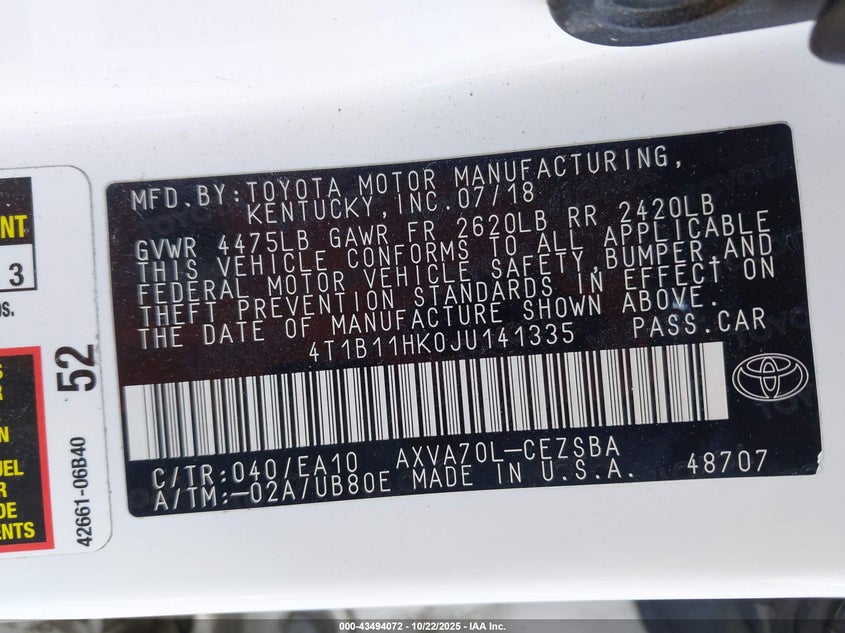 MFD.BY: TOYOTA MOTOR MANUFACTURING,
KENTUCKY, INC. 07/18
GVWR 4475LB GAWR FR 2620LB RR 2420LB
THIS VEHICLE CONFORMS TO ALL APPLICABLE
FEDERAL MOTOR VEHICLE SAFETY, BUMPER, AND
THEFT PREVENTION STANDARDS IN EFFECT ON
THE DATE OF MANUFACTURE SHOWN ABOVE.
4T1B11HK0JU141335 PASS.CAR
C/TR: 040/EA10 AXVA70L-CEZSBA
A/TM:-02A/UB80E MADE IN U.S.A. 48707
3
52
42661-06B40
000-43494072 - 10/22/2025 - IAA Inc.